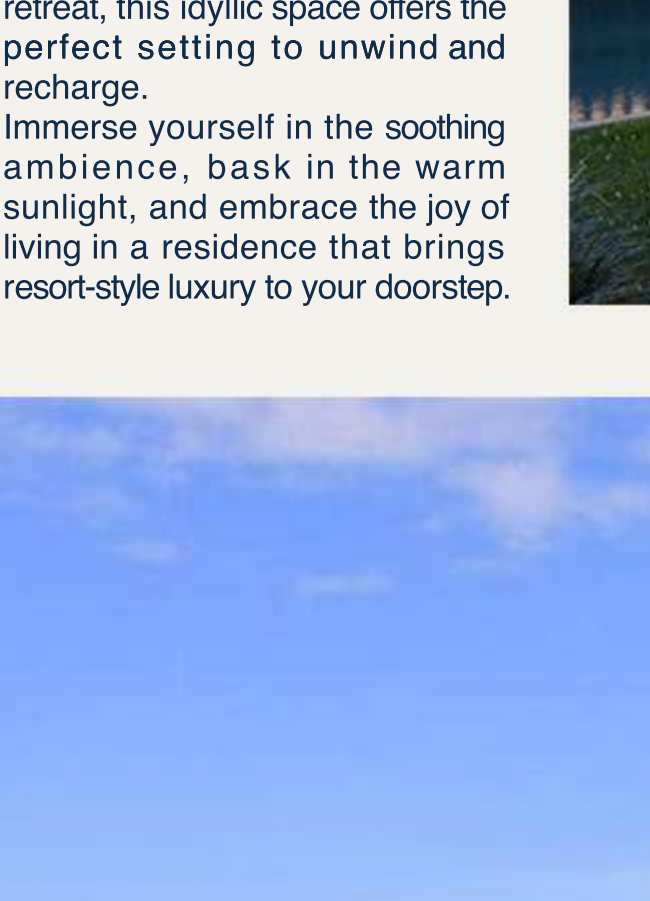 retreat, this idyllic space offers the
perfect setting to unwind and
recharge.
Immerse yourself in the soothing
ambience, bask in the warm
sunlight, and embrace the joy of
living in a residence that brings
resort-style luxury to your doorstep.